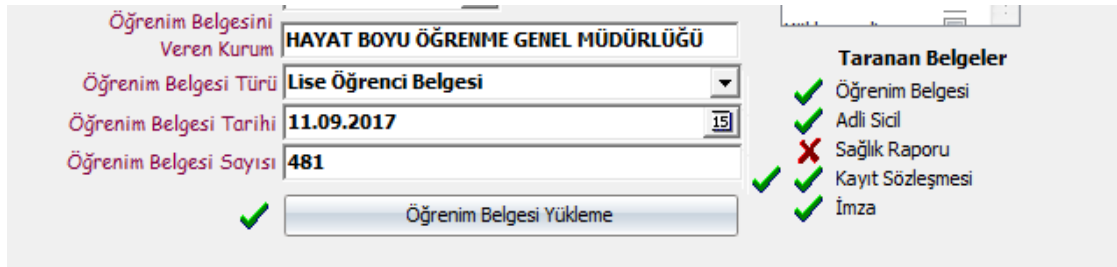 Öğrenim Belgesini
Veren Kurum HAYAT BOYU ÖĞRENME GENEL MÜDÜRLÜĞÜ
Öğrenim Belgesi Türü Lise Öğrenci Belgesi
Öğrenim Belgesi Tarihi 11.09.2017 15
Öğrenim Belgesi Sayısı 481
Öğrenim Belgesi Yükleme
Taranan Belgeler
Öğrenim Belgesi
Adli Sicil
Sağlık Raporu
Kayıt Sözleşmesi
İmza